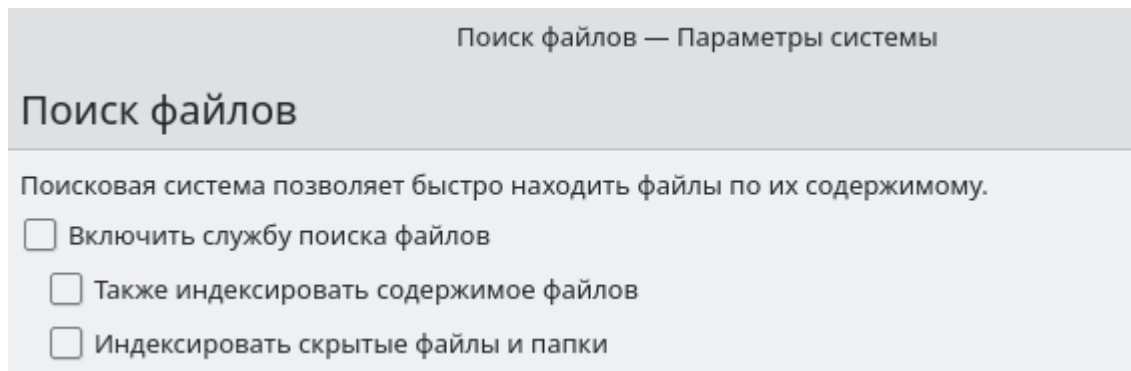 Поиск файлов — Параметры системы
Поиск файлов
Поисковая система позволяет быстро находить файлы по их содержимому.
Включить службу поиска файлов
Также индексировать содержимое файлов
Индексировать скрытые файлы и папки